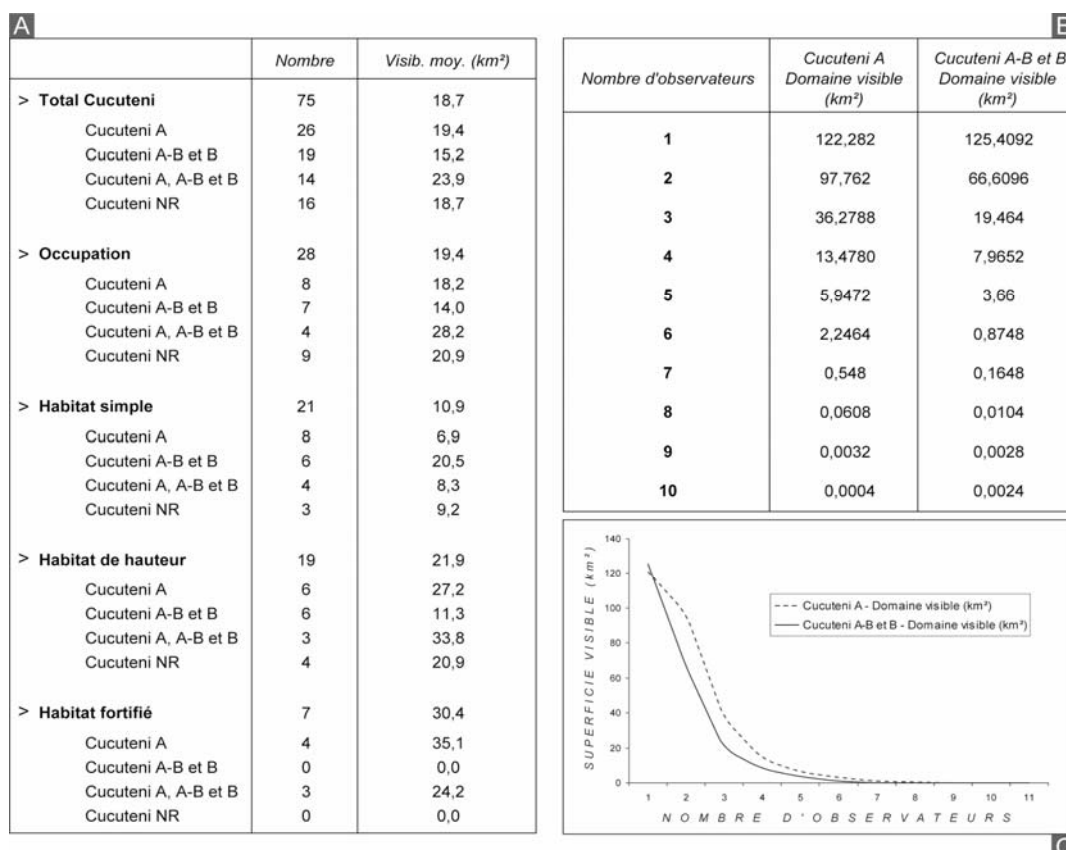 A
Nombre Visib. moy. (km²)
> Total Cucuteni 75 18,7
Cucuteni A 26 19,4
Cucuteni A-B et B 19 15,2
Cucuteni A, A-B et B 14 23,9
Cucuteni NR 16 18,7
> Occupation 28 19,4
Cucuteni A 8 18,2
Cucuteni A-B et B 7 14,0
Cucuteni A, A-B et B 4 28,2
Cucuteni NR 9 20,9
> Habitat simple 21 10,9
Cucuteni A 8 6,9
Cucuteni A-B et B 6 20,5
Cucuteni A, A-B et B 4 8,3
Cucuteni NR 3 9,2
> Habitat de hauteur 19 21,9
Cucuteni A 6 27,2
Cucuteni A-B et B 6 11,3
Cucuteni A, A-B et B 3 33,8
Cucuteni NR 4 20,9
> Habitat fortifié 7 30,4
Cucuteni A 4 35,1
Cucuteni A-B et B 0 0,0
Cucuteni A, A-B et B 3 24,2
Cucuteni NR 0 0,0
Cucuteni A Cucuteni A-B et B
Nombre d'observateurs Domaine visible Domaine visible
(km²) (km²)
1 122,282 125,4092
2 97,762 66,6096
3 36,2788 19,464
4 13,4780 7,9652
5 5,9472 3,66
6 2,2464 0,8748
7 0,548 0,1648
8 0,0608 0,0104
9 0,0032 0,0028
10 0,0004 0,0024
SUPERFICIE VISIBLE (km²)
140
120
100
80
60
40
20
0
Cucuteni A - Domaine visible (km²)
Cucuteni A-B et B - Domaine visible (km²)
1 2 3 4 5 6 7 8 9 10 11
NOMBRE D'OBSERVATEURS